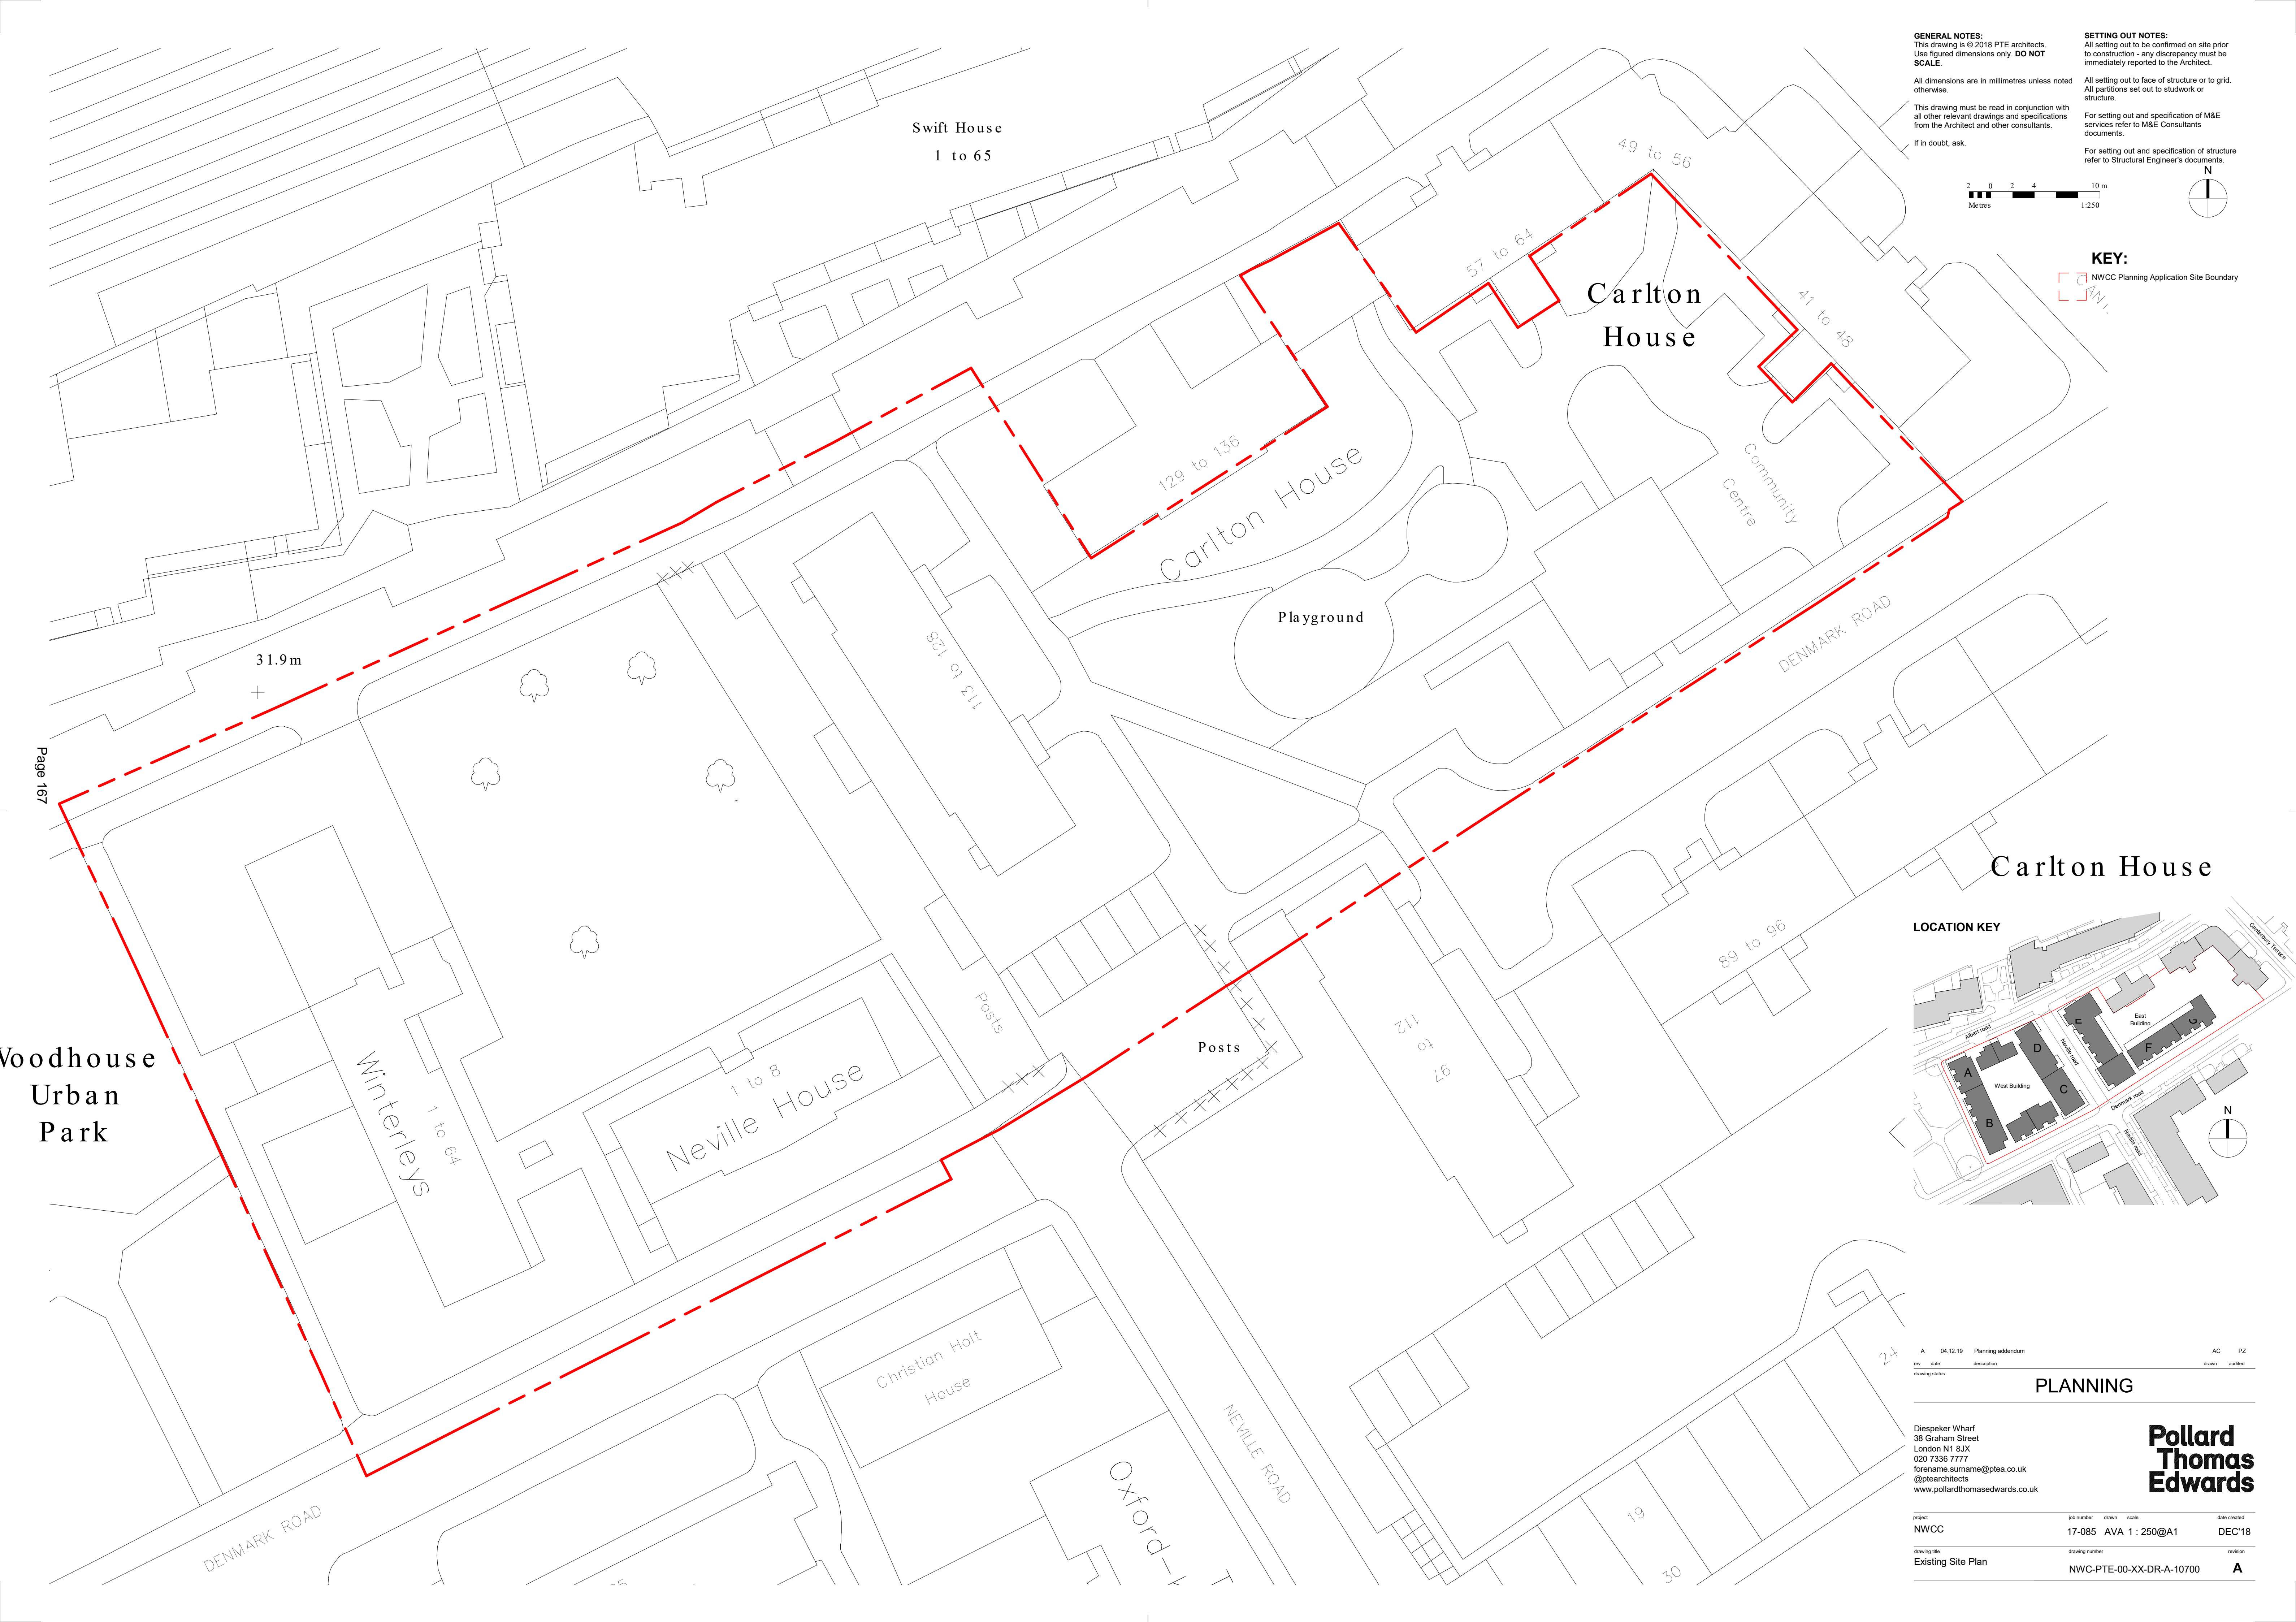 GENERAL NOTES:
This drawing is © 2018 PTE architects.
Use figured dimensions only. DO NOT
SCALE.
All dimensions are in millimetres unless noted
otherwise.
This drawing must be read in conjunction with
all other relevant drawings and specifications
from the Architect and other consultants.
If in doubt, ask.
SETTING OUT NOTES:
All setting out to be confirmed on site prior
to construction - any discrepancy must be
immediately reported to the Architect.
All setting out to face of structure or to grid.
All partitions set out to studwork or
structure.
For setting out and specification of M&E
services refer to M&E Consultants
documents.
For setting out and specification of structure
refer to Structural Engineer's documents.
N
2 0 2 4 10 m
Metres 1:250
KEY:
NWCC Planning Application Site Boundary
Swift House
1 to 65
49 to 56
57 to 64
Carlton
House
41 to 48
129 to 136
Carlton House
Community
Centre
Playground
DENMARK ROAD
31.9m
113 to 128
Page 167
Carlton House
89 to 96
Posts
Posts
97 to 112
Woodhouse
Urban
Park
Winterleys
1 to 64
1 to 8
Neville House
Christian Holt
House
NEVILLE ROAD
DENMARK ROAD
24
19
30
LOCATION KEY
Canterbury Terrace
Albert road
East
Building
Neville road
A
B
C
D
E
F
G
West Building
Denmark road
Neville road
N
A 04.12.19 Planning addendum AC PZ
rev date description drawn audited
drawing status
PLANNING
Diespeker Wharf
38 Graham Street
London N1 8JX
020 7336 7777
forename.surname@ptea.co.uk
@ptearchitects
www.pollardthomasedwards.co.uk
Pollard
Thomas
Edwards
project job number drawn scale date created
NWCC 17-085 AVA 1 : 250@A1 DEC'18
drawing title drawing number revision
Existing Site Plan NWC-PTE-00-XX-DR-A-10700 A